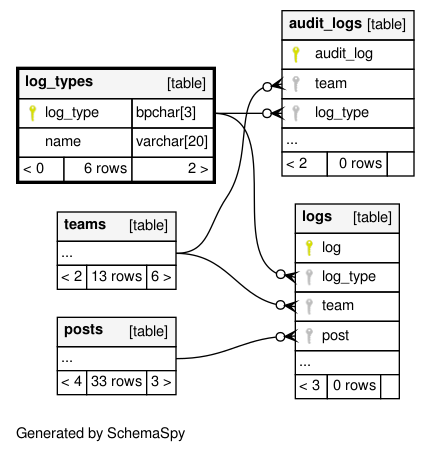 audit_logs [table]
audit_log
team
log_type
...
< 2 0 rows
log_types [table]
log_type bpchar[3]
name varchar[20]
< 0 6 rows 2 >
teams [table]
...
< 2 13 rows 6 >
logs [table]
log
log_type
team
post
...
< 3 0 rows
posts [table]
...
< 4 33 rows 3 >
Generated by SchemaSpy